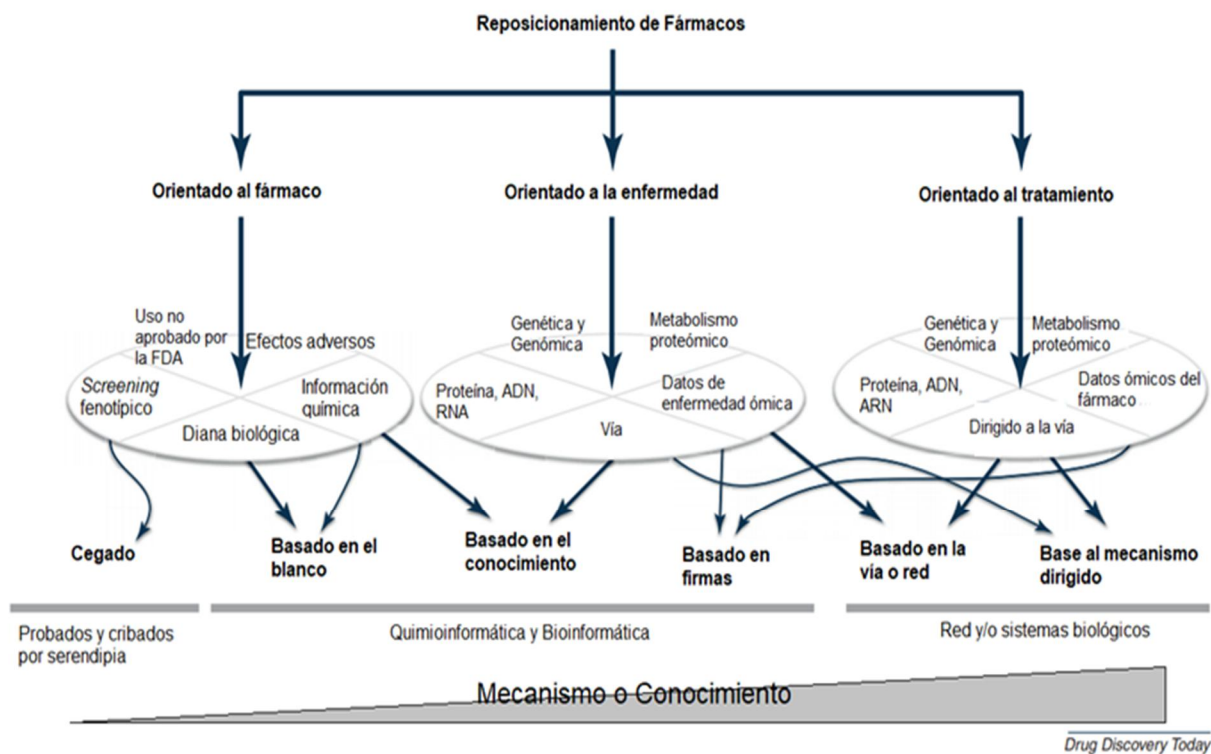 Reposicionamiento de Fármacos
Orientado al fármaco
Orientado a la enfermedad
Orientado al tratamiento
Uso no
aprobado por
la FDA
Efectos adversos
Screening
fenotípico
Información
química
Diana biológica
Genética y
Genómica
Metabolismo
proteómico
Proteína, ADN,
RNA
Datos de
enfermedad ómica
Vía
Genética y
Genómica
Metabolismo
proteómico
Proteína, ADN,
ARN
Datos ómicos del
fármaco
Dirigido a la vía
Cegado
Basado en el
blanco
Basado en el
conocimiento
Basado en
firmas
Basado en la
vía o red
Base al mecanismo
dirigido
Probados y cribados
por serendipia
Quimioinformática y Bioinformática
Red y/o sistemas biológicos
Mecanismo o Conocimiento
Drug Discovery Today